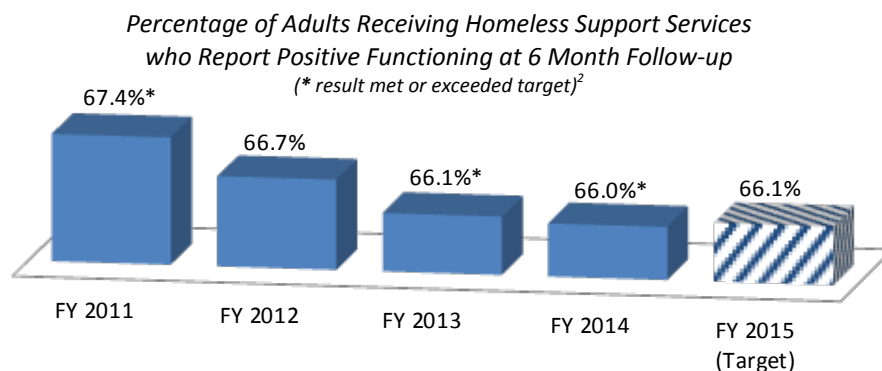 Percentage of Adults Receiving Homeless Support Services
who Report Positive Functioning at 6 Month Follow-up
(* result met or exceeded target)²
67.4%*
66.7%
66.1%*
66.0%*
66.1%
FY 2011
FY 2012
FY 2013
FY 2014
FY 2015
(Target)